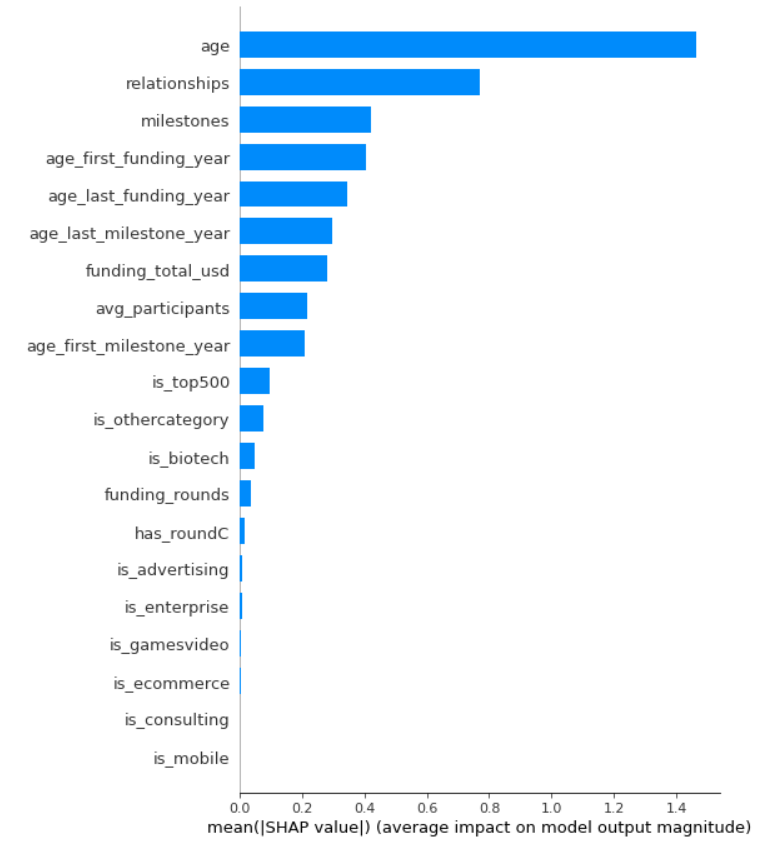 age
relationships
milestones
age_first_funding_year
age_last_funding_year
age_last_milestone_year
funding_total_usd
avg_participants
age_first_milestone_year
is_top500
is_othercategory
is_biotech
funding_rounds
has_roundC
is_advertising
is_enterprise
is_gamesvideo
is_ecommerce
is_consulting
is_mobile
0.0 0.2 0.4 0.6 0.8 1.0 1.2 1.4
mean(|SHAP value|) (average impact on model output magnitude)